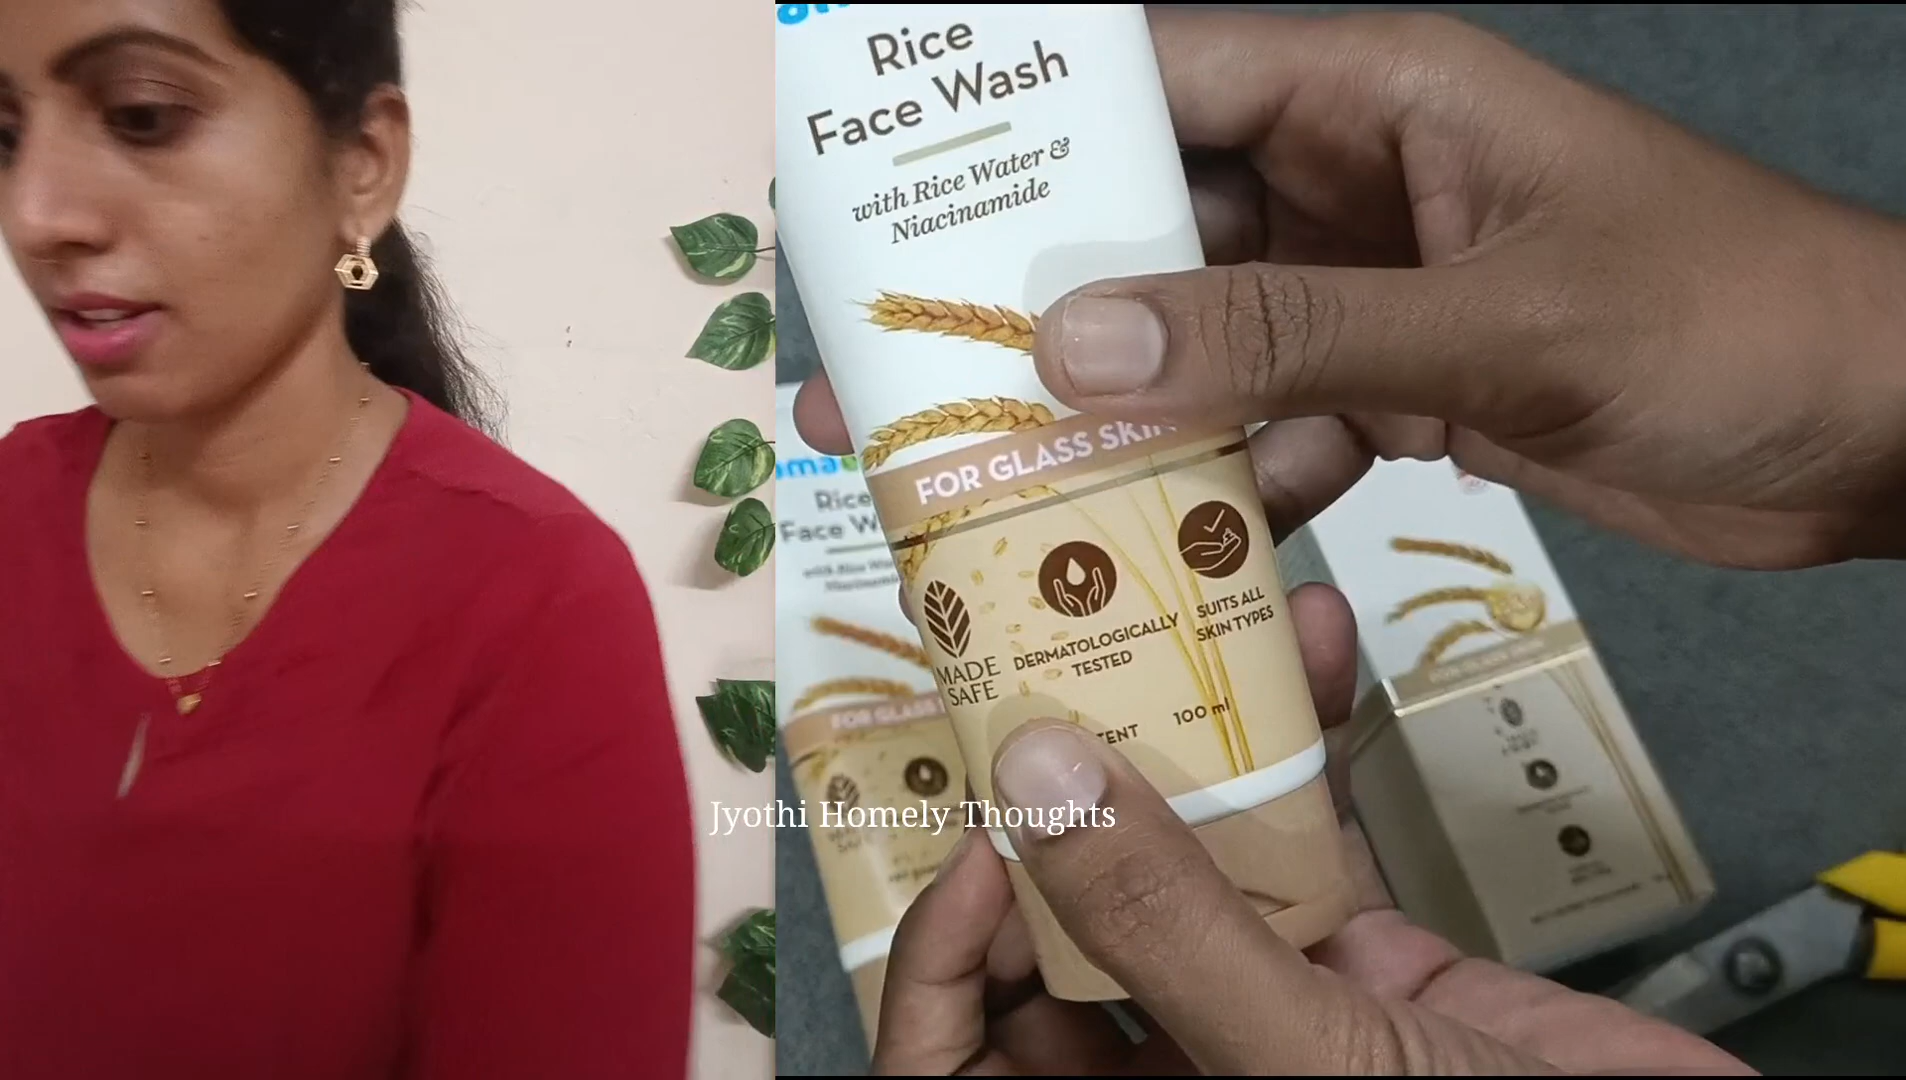 Rice
Face Wash
with Rice Water &
Niacinamide
FOR GLASS SKIN
MADE
SAFE
DERMATOLOGICALLY
TESTED
SUITS ALL
SKIN TYPES
100 ml
Rice
Face
FOR GLASS
Jyothi Homely Thoughts